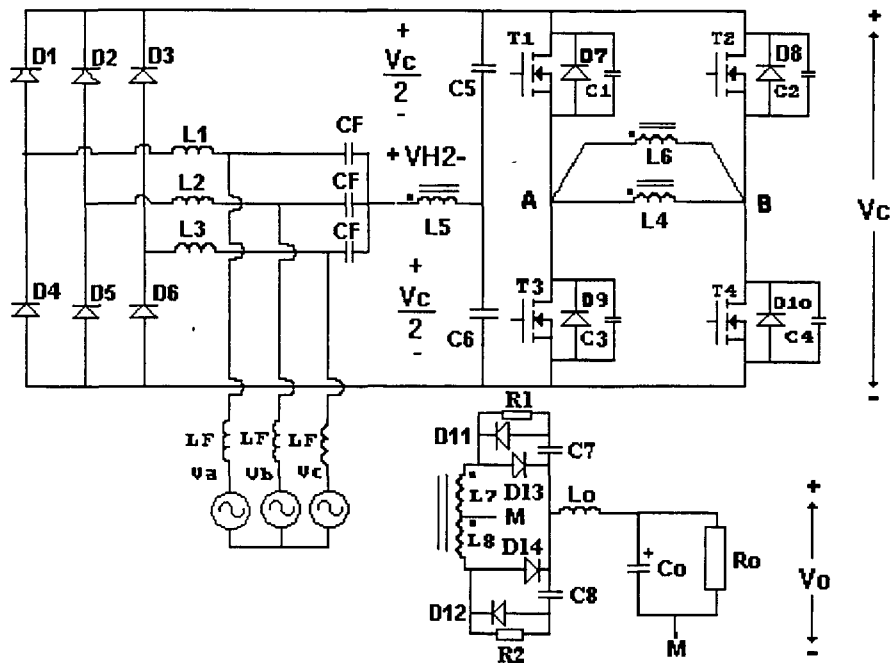 +
D1
D2
D3
Vc
2
-
C5
T1
D7
C1
T2
D8
C2
+
L1
L2
L3
CF
CF
CF
+VH2-
L5
A
L6
L4
B
Vc
D4
D5
D6
+
Vc
2
-
C6
T3
D9
C3
T4
D10
C4
-
LF
LF
LF
Va
Vb
Vc
R1
D11
C7
D13
L7
M
L8
D14
Lo
+
Co
Ro
+
Vo
-
D12
C8
R2
M